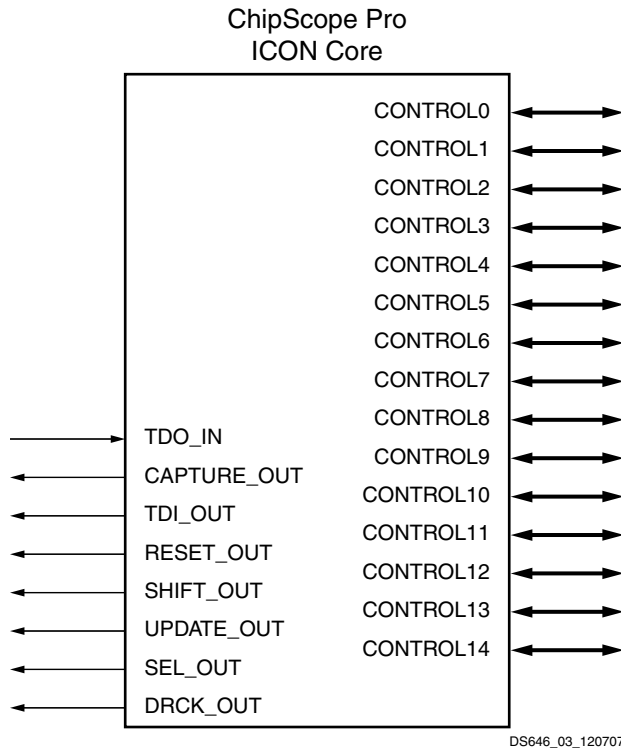 ChipScope Pro
ICON Core
CONTROL0
CONTROL1
CONTROL2
CONTROL3
CONTROL4
CONTROL5
CONTROL6
CONTROL7
CONTROL8
CONTROL9
CONTROL10
CONTROL11
CONTROL12
CONTROL13
CONTROL14
TDO_IN
CAPTURE_OUT
TDI_OUT
RESET_OUT
SHIFT_OUT
UPDATE_OUT
SEL_OUT
DRCK_OUT
DS646_03_120707